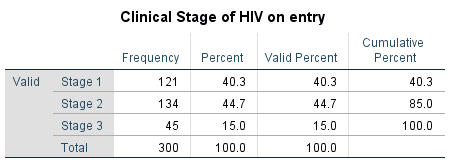 Clinical Stage of HIV on entry
Frequency Percent Valid Percent Cumulative Percent
Valid Stage 1 121 40.3 40.3 40.3
Stage 2 134 44.7 44.7 85.0
Stage 3 45 15.0 15.0 100.0
Total 300 100.0 100.0